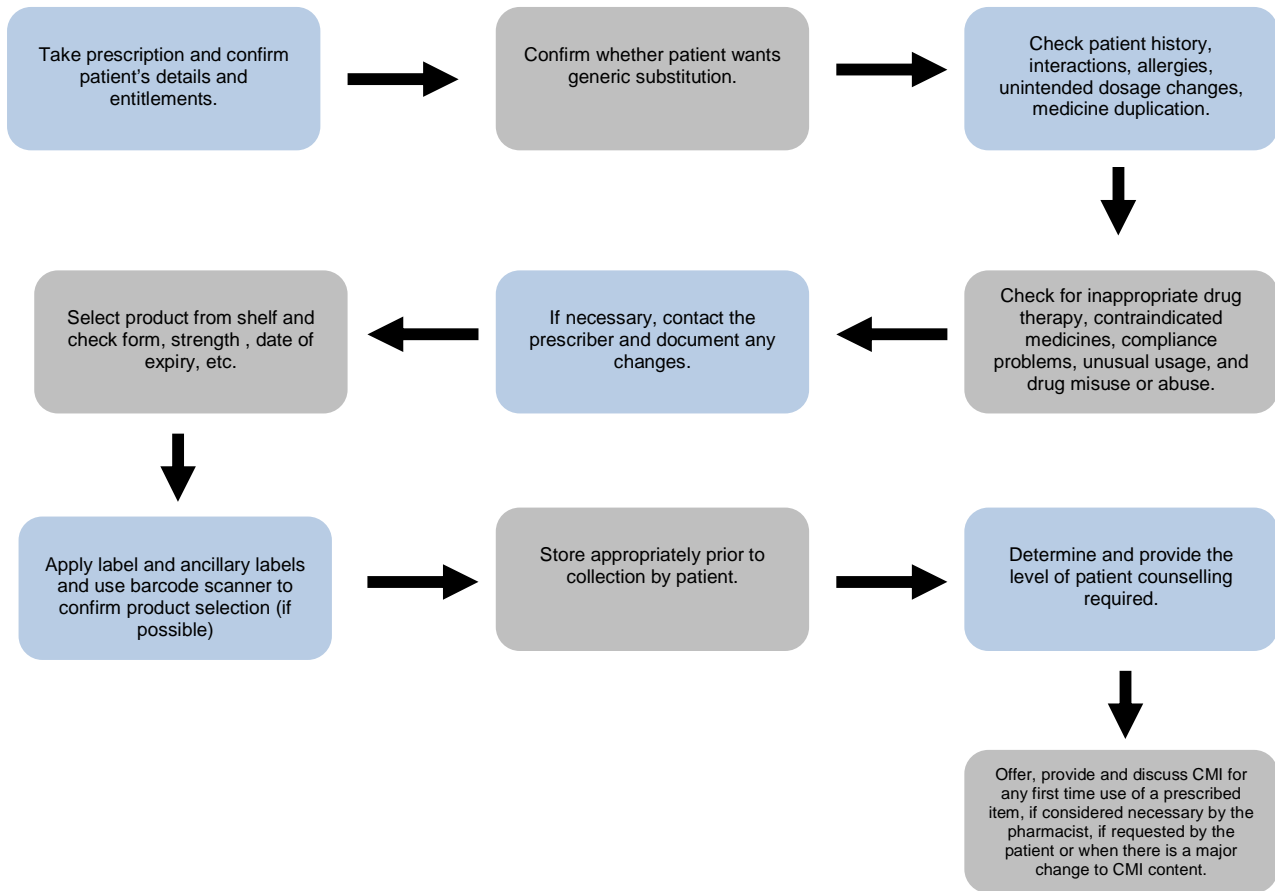 Take prescription and confirm
patient's details and
entitlements.
Confirm whether patient wants
generic substitution.
Check patient history,
interactions, allergies,
unintended dosage changes,
medicine duplication.
Check for inappropriate drug
therapy, contraindicated
medicines, compliance
problems, unusual usage, and
drug misuse or abuse.
If necessary, contact the
prescriber and document any
changes.
Select product from shelf and
check form, strength , date of
expiry, etc.
Apply label and ancillary labels
and use barcode scanner to
confirm product selection (if
possible)
Store appropriately prior to
collection by patient.
Determine and provide the
level of patient counselling
required.
Offer, provide and discuss CMI for
any first time use of a prescribed
item, if considered necessary by the
pharmacist, if requested by the
patient or when there is a major
change to CMI content.